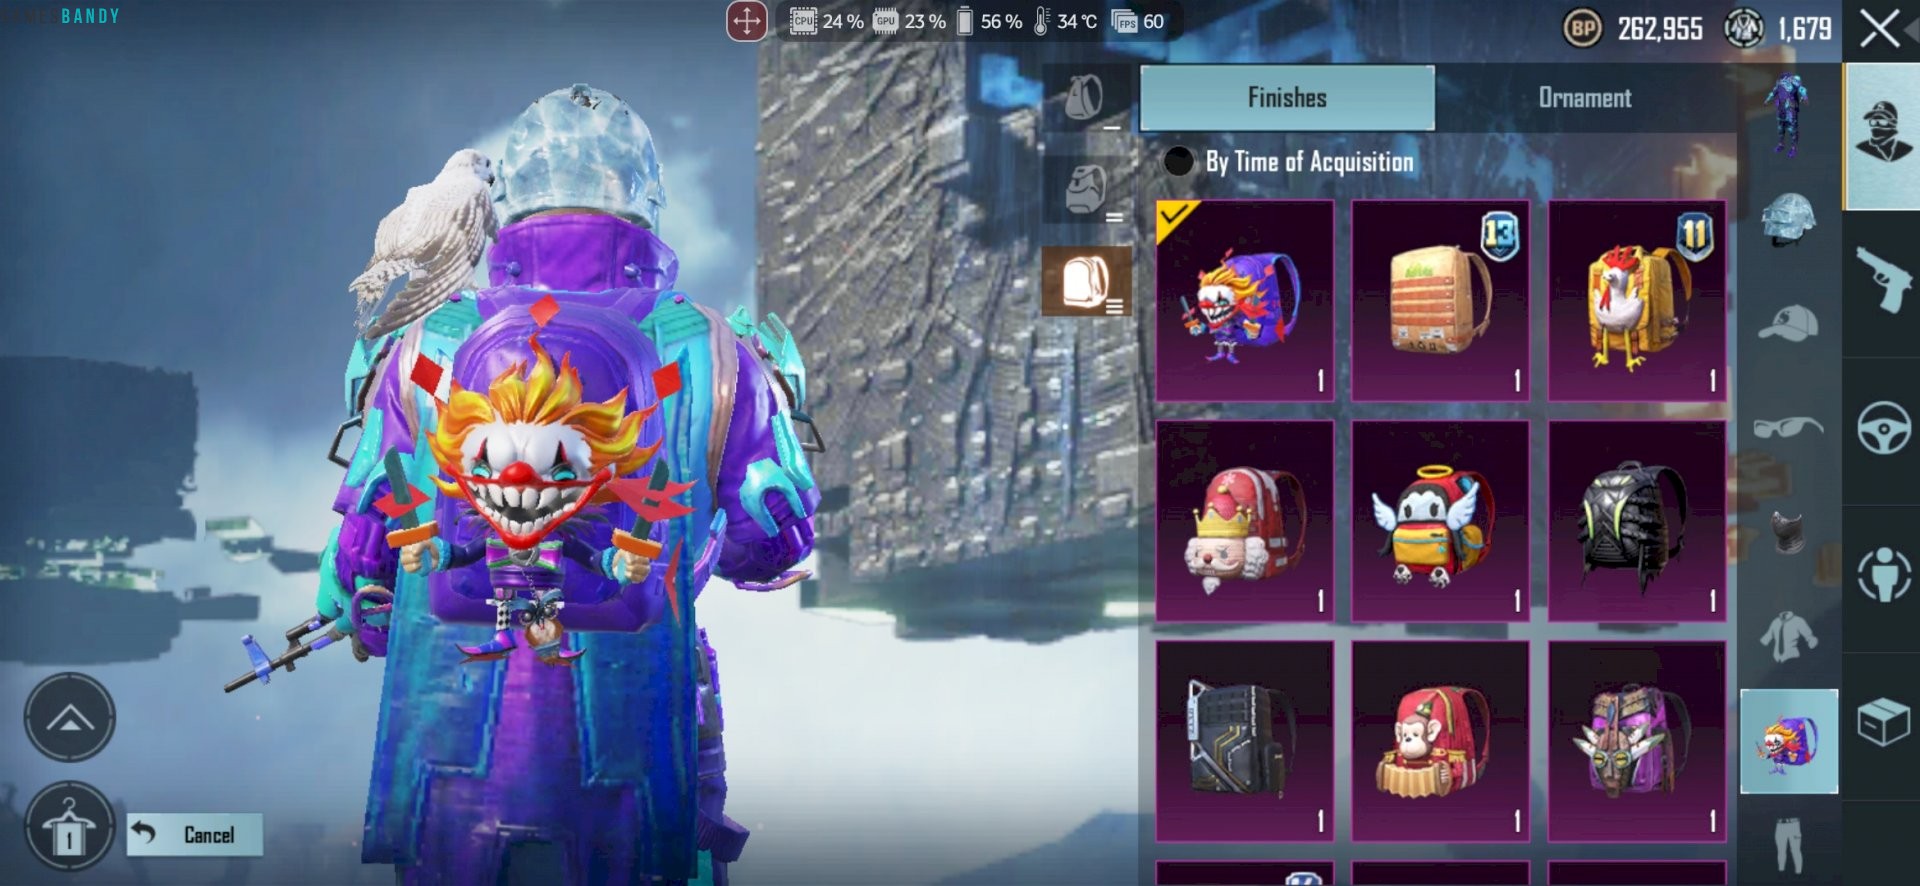 BANDY
CPU 24 % GPU 23 % 56 % 34 ℃ FPS 60
BP 262,955 1,679
Finishes Ornament
By Time of Acquisition
13 11
1 1 1
1 1 1
1 1 1
1
Cancel